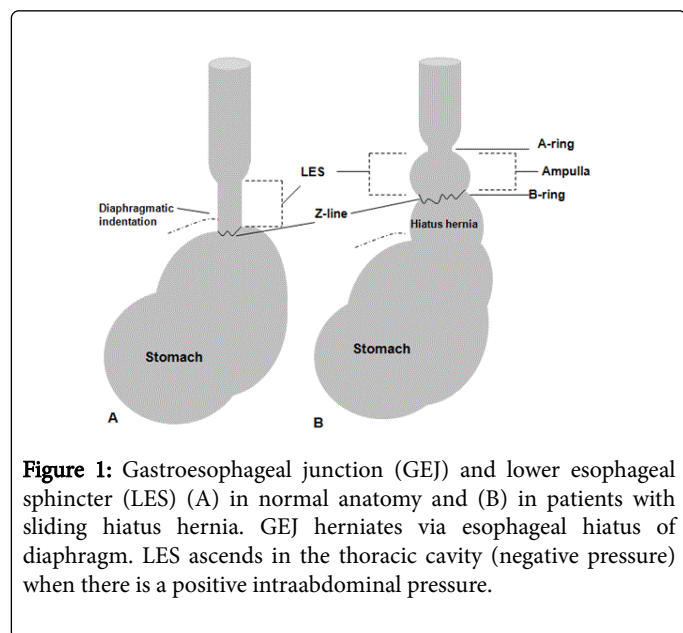 A-ring
LES
Ampulla
B-ring
Diaphragmatic
indentation
Z-line
Hiatus hernia
Stomach
Stomach
A
B
Figure 1: Gastroesophageal junction (GEJ) and lower esophageal
sphincter (LES) (A) in normal anatomy and (B) in patients with
sliding hiatus hernia. GEJ herniates via esophageal hiatus of
diaphragm. LES ascends in the thoracic cavity (negative pressure)
when there is a positive intraabdominal pressure.